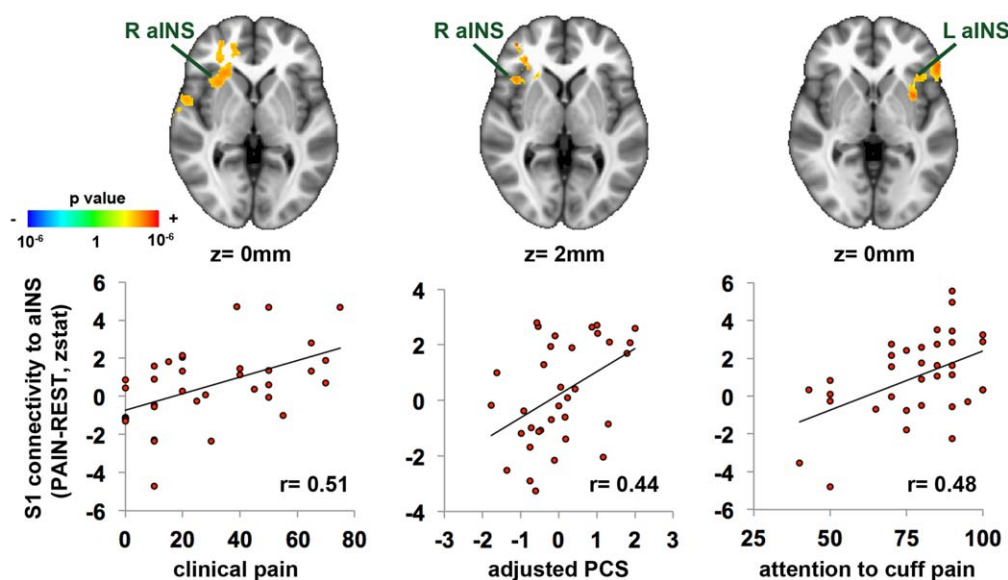 R aINS
R aINS
L aINS
p value
- +
10-6 1 10-6
z= 0mm
z= 2mm
z= 0mm
S1 connectivity to aINS
(PAIN-REST, zstat)
6
4
2
0
-2
-4
-6
0 20 40 60 80
r= 0.51
clinical pain
6
4
2
0
-2
-4
-3 -2 -1 0 1 2 3
r= 0.44
adjusted PCS
6
4
2
0
-2
-4
-6
25 50 75 100
r= 0.48
attention to cuff pain